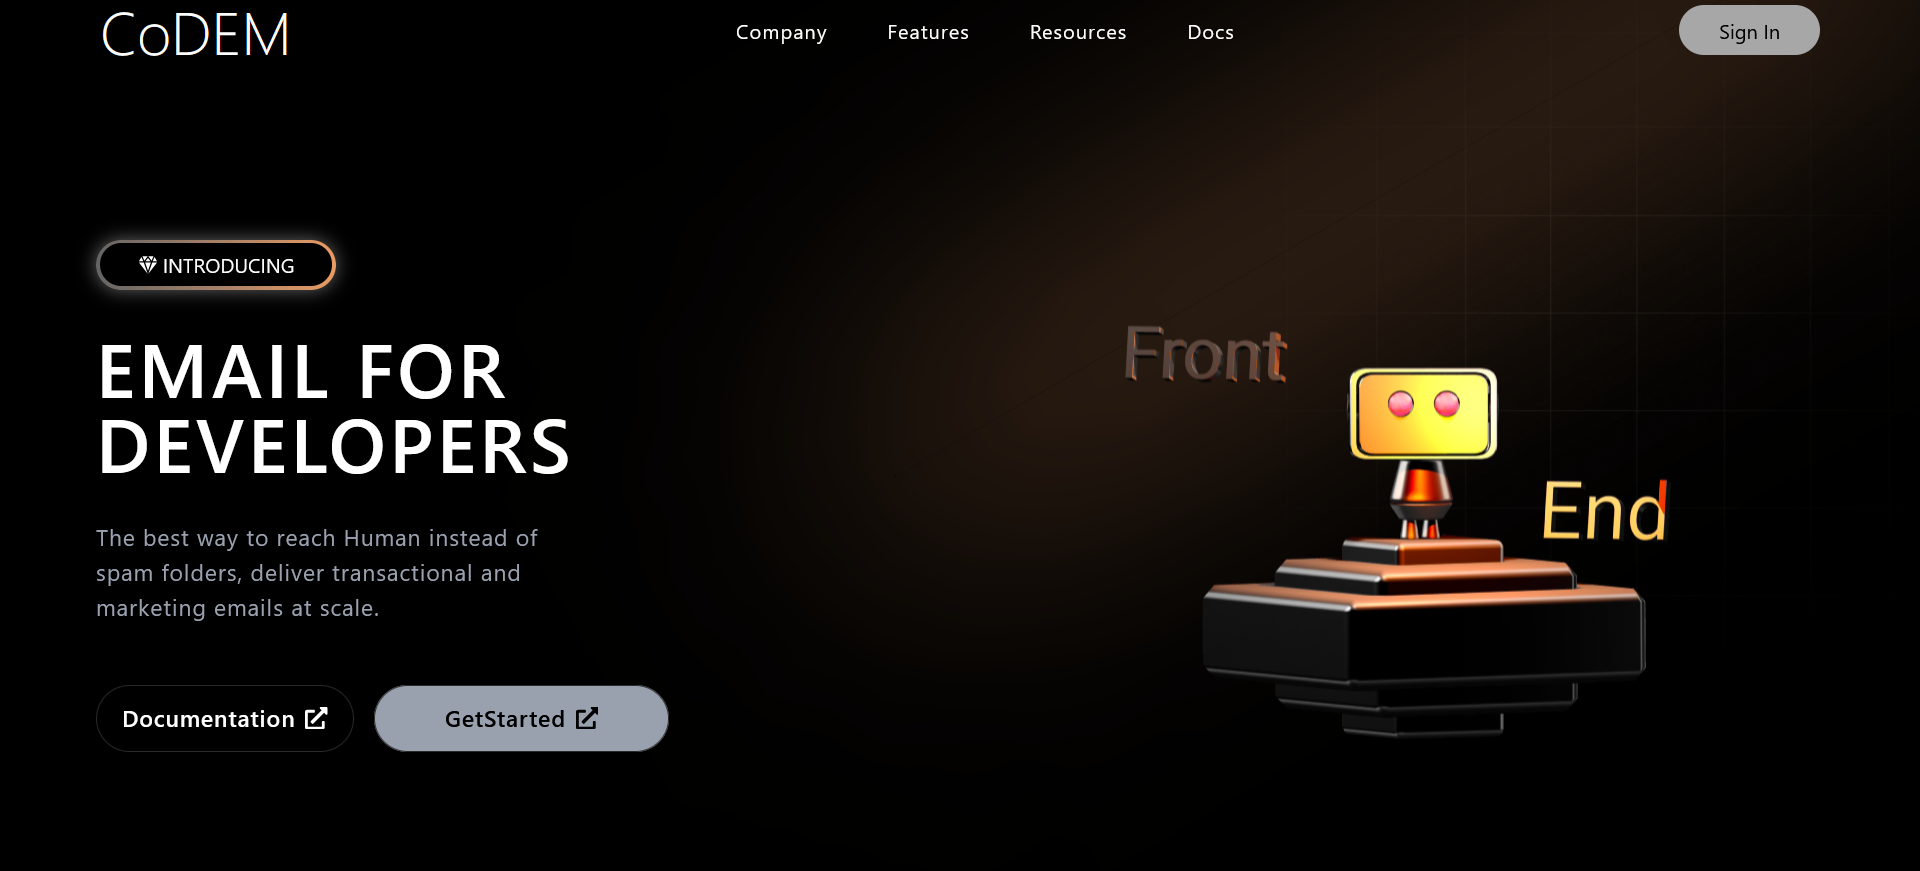 CoDEM
Company
Features
Resources
Docs
Sign In
INTRODUCING
EMAIL FOR
DEVELOPERS
The best way to reach Human instead of
spam folders, deliver transactional and
marketing emails at scale.
Documentation
GetStarted
Front
End